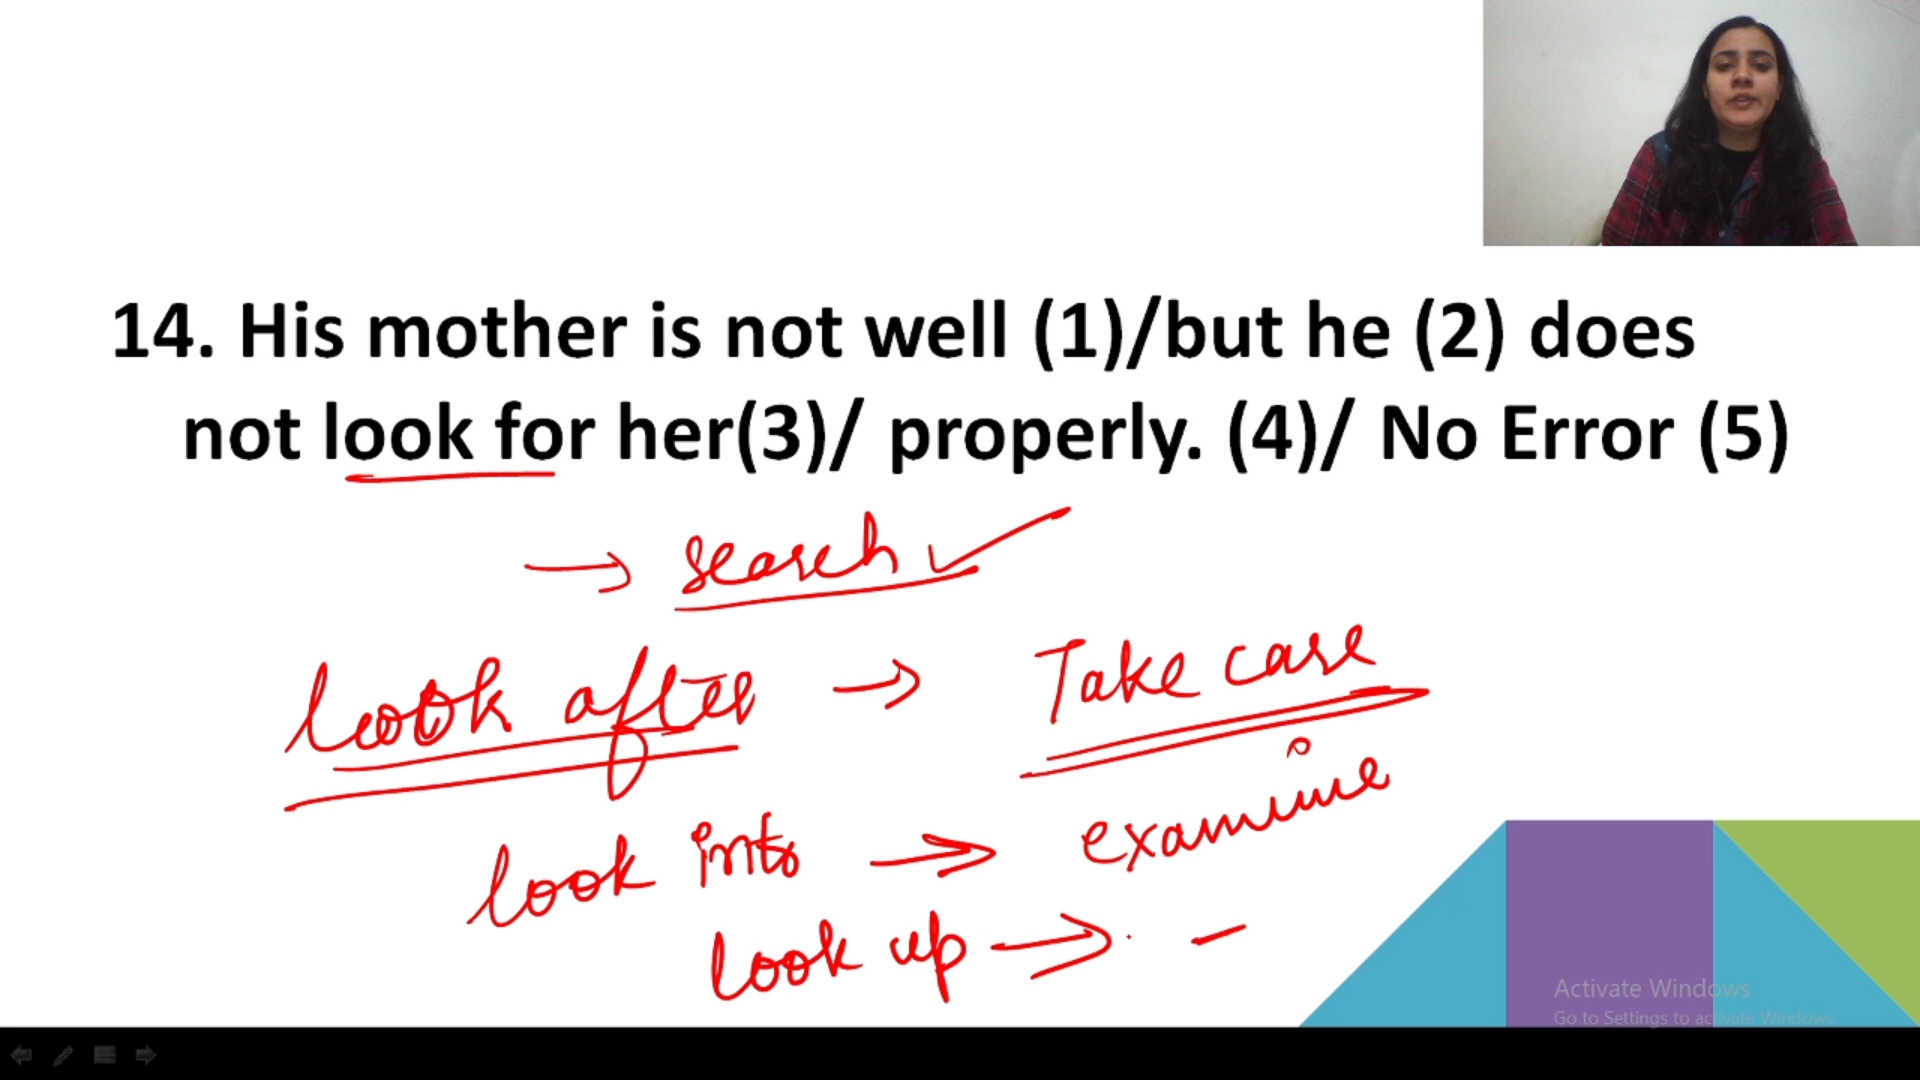 14. His mother is not well (1)/but he (2) does
not look for her(3)/ properly. (4)/ No Error (5)
→ search ✓
look after → Take care
look into → examine
look up → –
Activate Windows
Go to Settings to activate Windows.